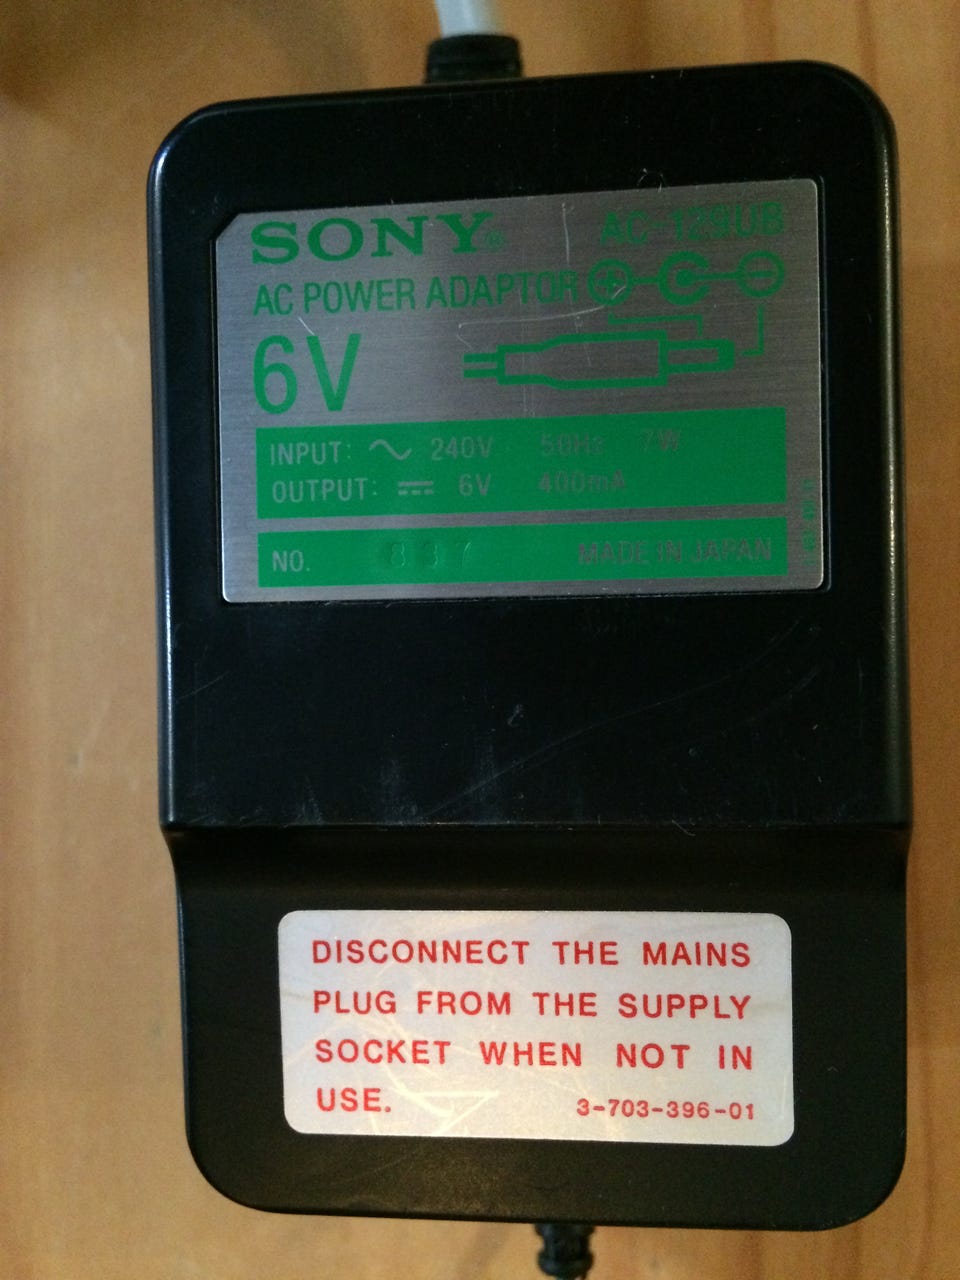 SONY® AC-129UB
AC POWER ADAPTOR
6V
INPUT: 240V 50Hz 7W
OUTPUT: 6V 400mA
NO. 837 MADE IN JAPAN
DISCONNECT THE MAINS
PLUG FROM THE SUPPLY
SOCKET WHEN NOT IN
USE. 3-703-396-01